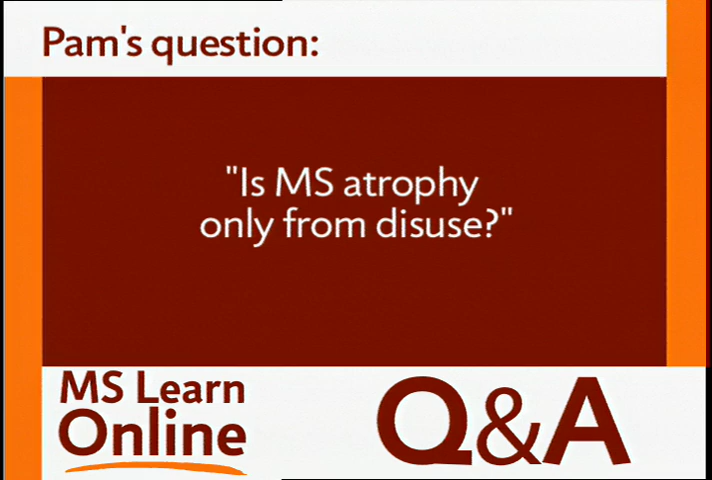 Pam's question:
"Is MS atrophy
only from disuse?"
MS Learn
Online
Q&A